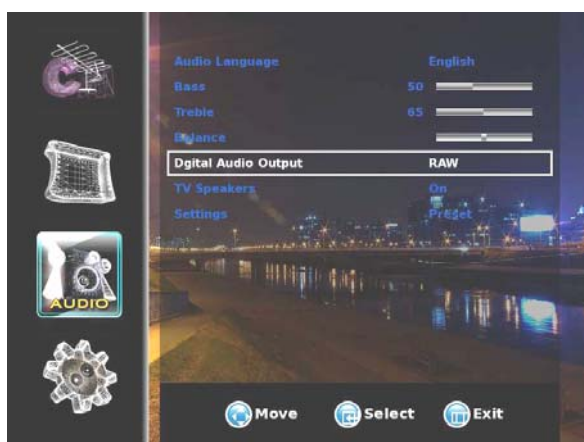 AUDIO
Audio Language English
Bass 50
Treble 65
Balance
Dgital Audio Output RAW
TV Speakers On
Settings Preset
Move Select Exit